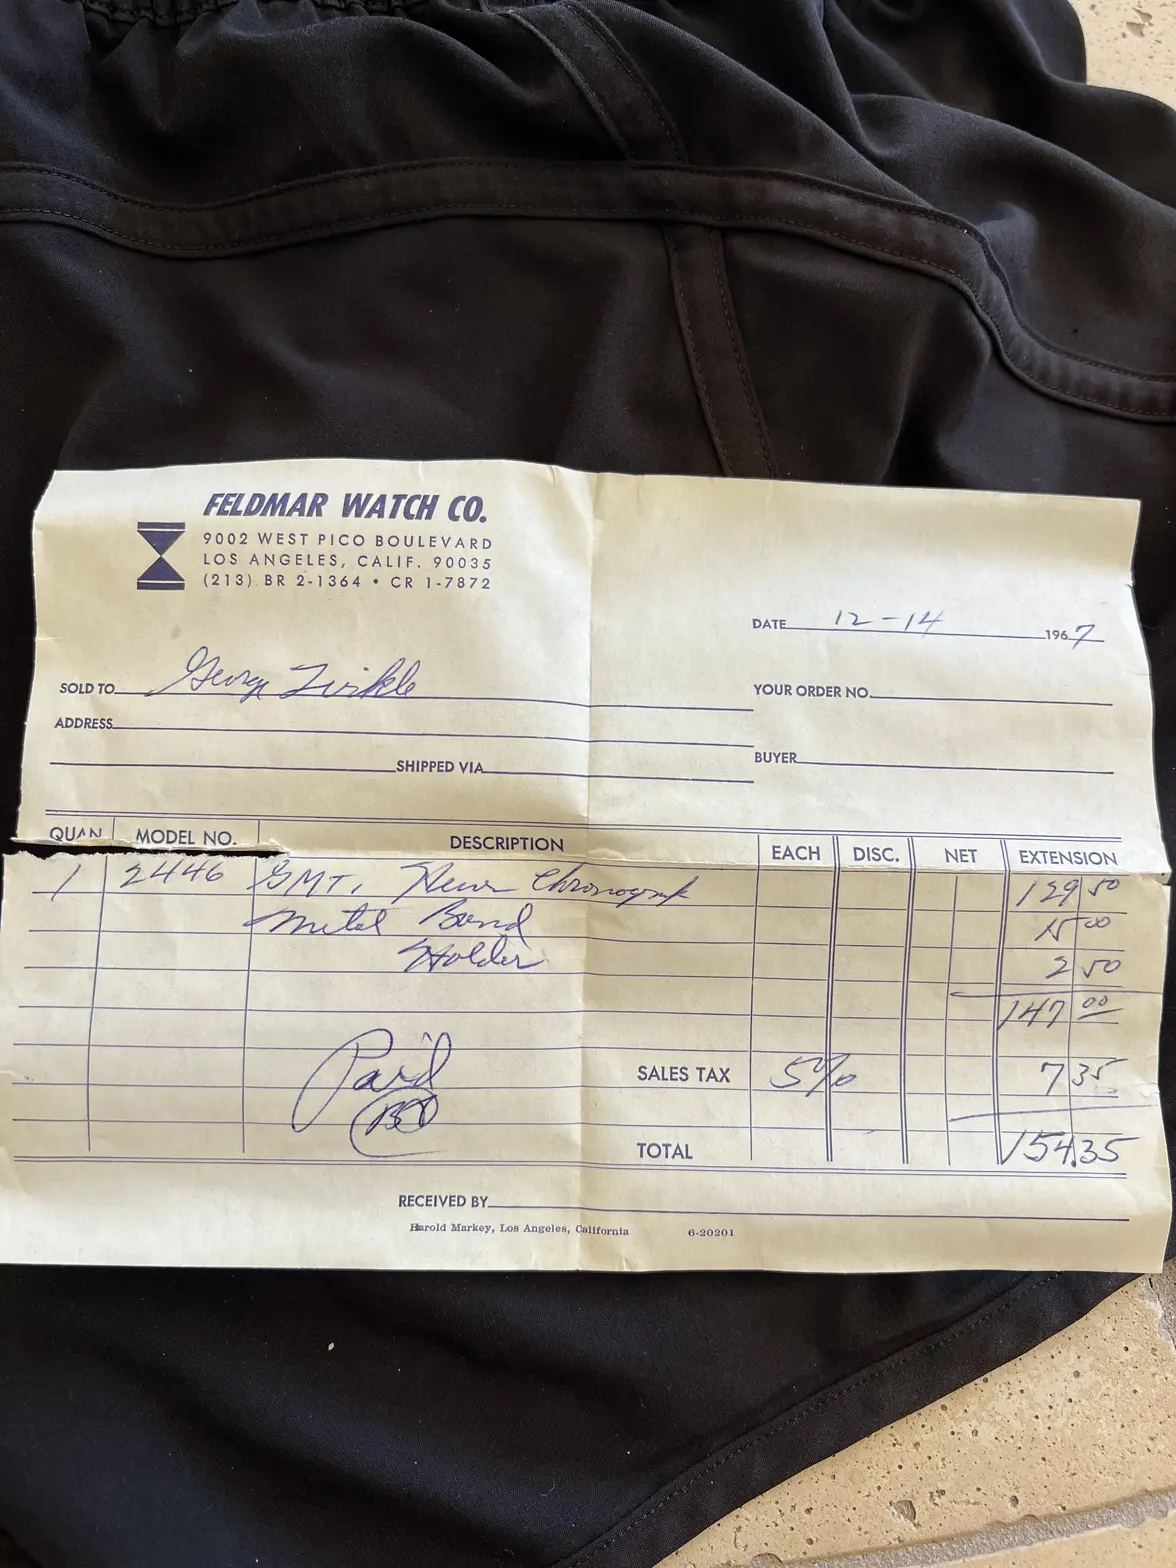 FELDMAR WATCH CO.
9002 WEST PICO BOULEVARD
LOS ANGELES, CALIF. 90035
(213) BR 2-1364 • CR 1-7872
DATE 12-14 1967
SOLD TO George Zirkle
YOUR ORDER NO.
ADDRESS
SHIPPED VIA
BUYER
QUAN MODEL NO. DESCRIPTION EACH DISC. NET EXTENSION
1 2446 GMT, Heuer Chronograph 129 50
Metal Band 15 00
Holder 2 50
147 00
Paid
SALES TAX 5% 7 35
TOTAL 154.35
RECEIVED BY
Harold Markey, Los Angeles, California 6-20201